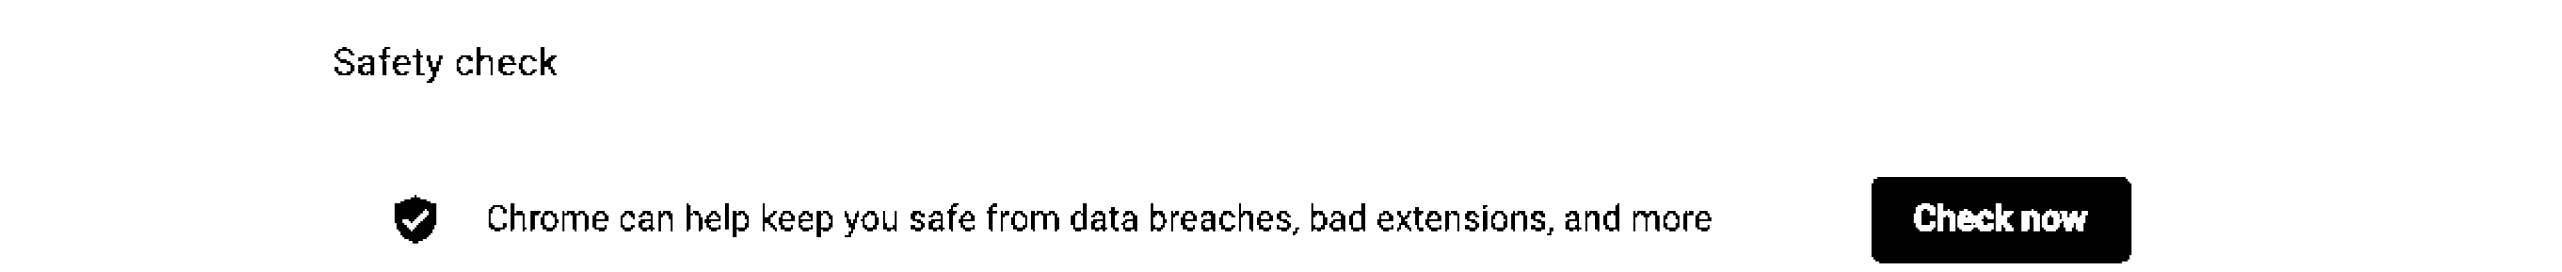 Safety check
Chrome can help keep you safe from data breaches, bad extensions, and more
Check now